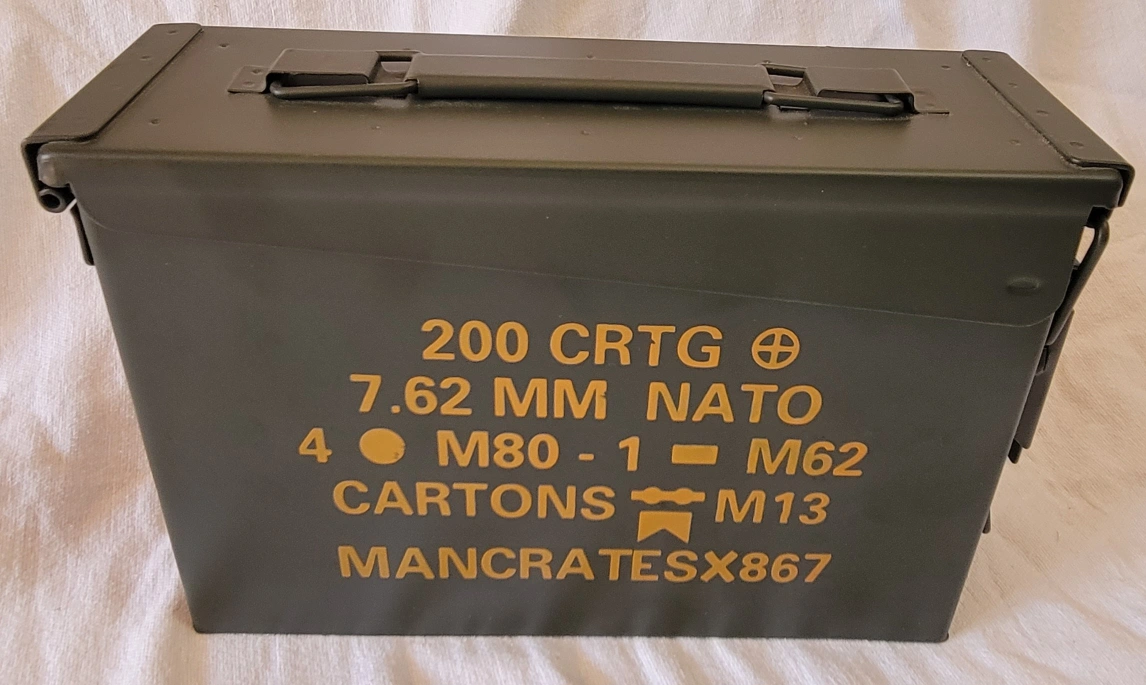 200 CRTG ⊕
7.62 MM NATO
4 ● M80 - 1 ▬ M62
CARTONS M13
MANCRATESX867